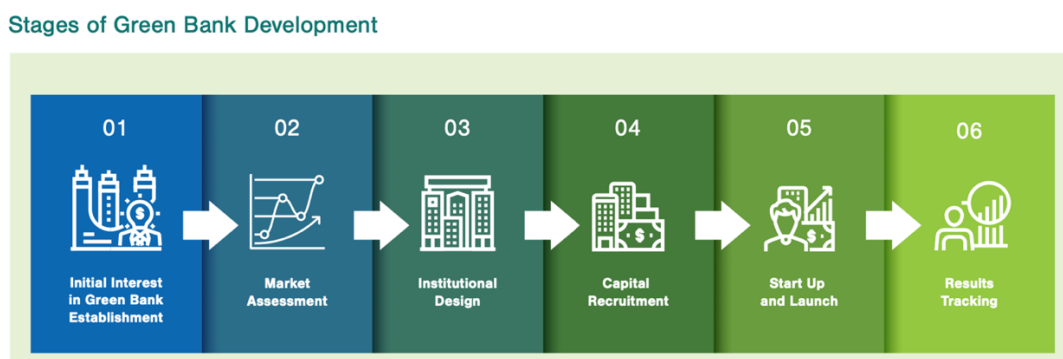 Stages of Green Bank Development
01
Initial Interest
in Green Bank
Establishment
02
Market
Assessment
03
Institutional
Design
04
Capital
Recruitment
05
Start Up
and Launch
06
Results
Tracking